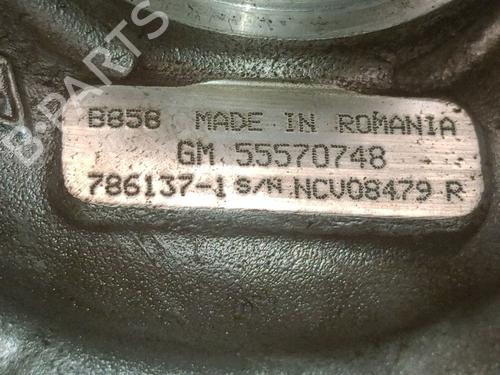 B858 MADE IN ROMANIA
GM 55570748
786137-1 S/N NCV08479 R
B-PARTS